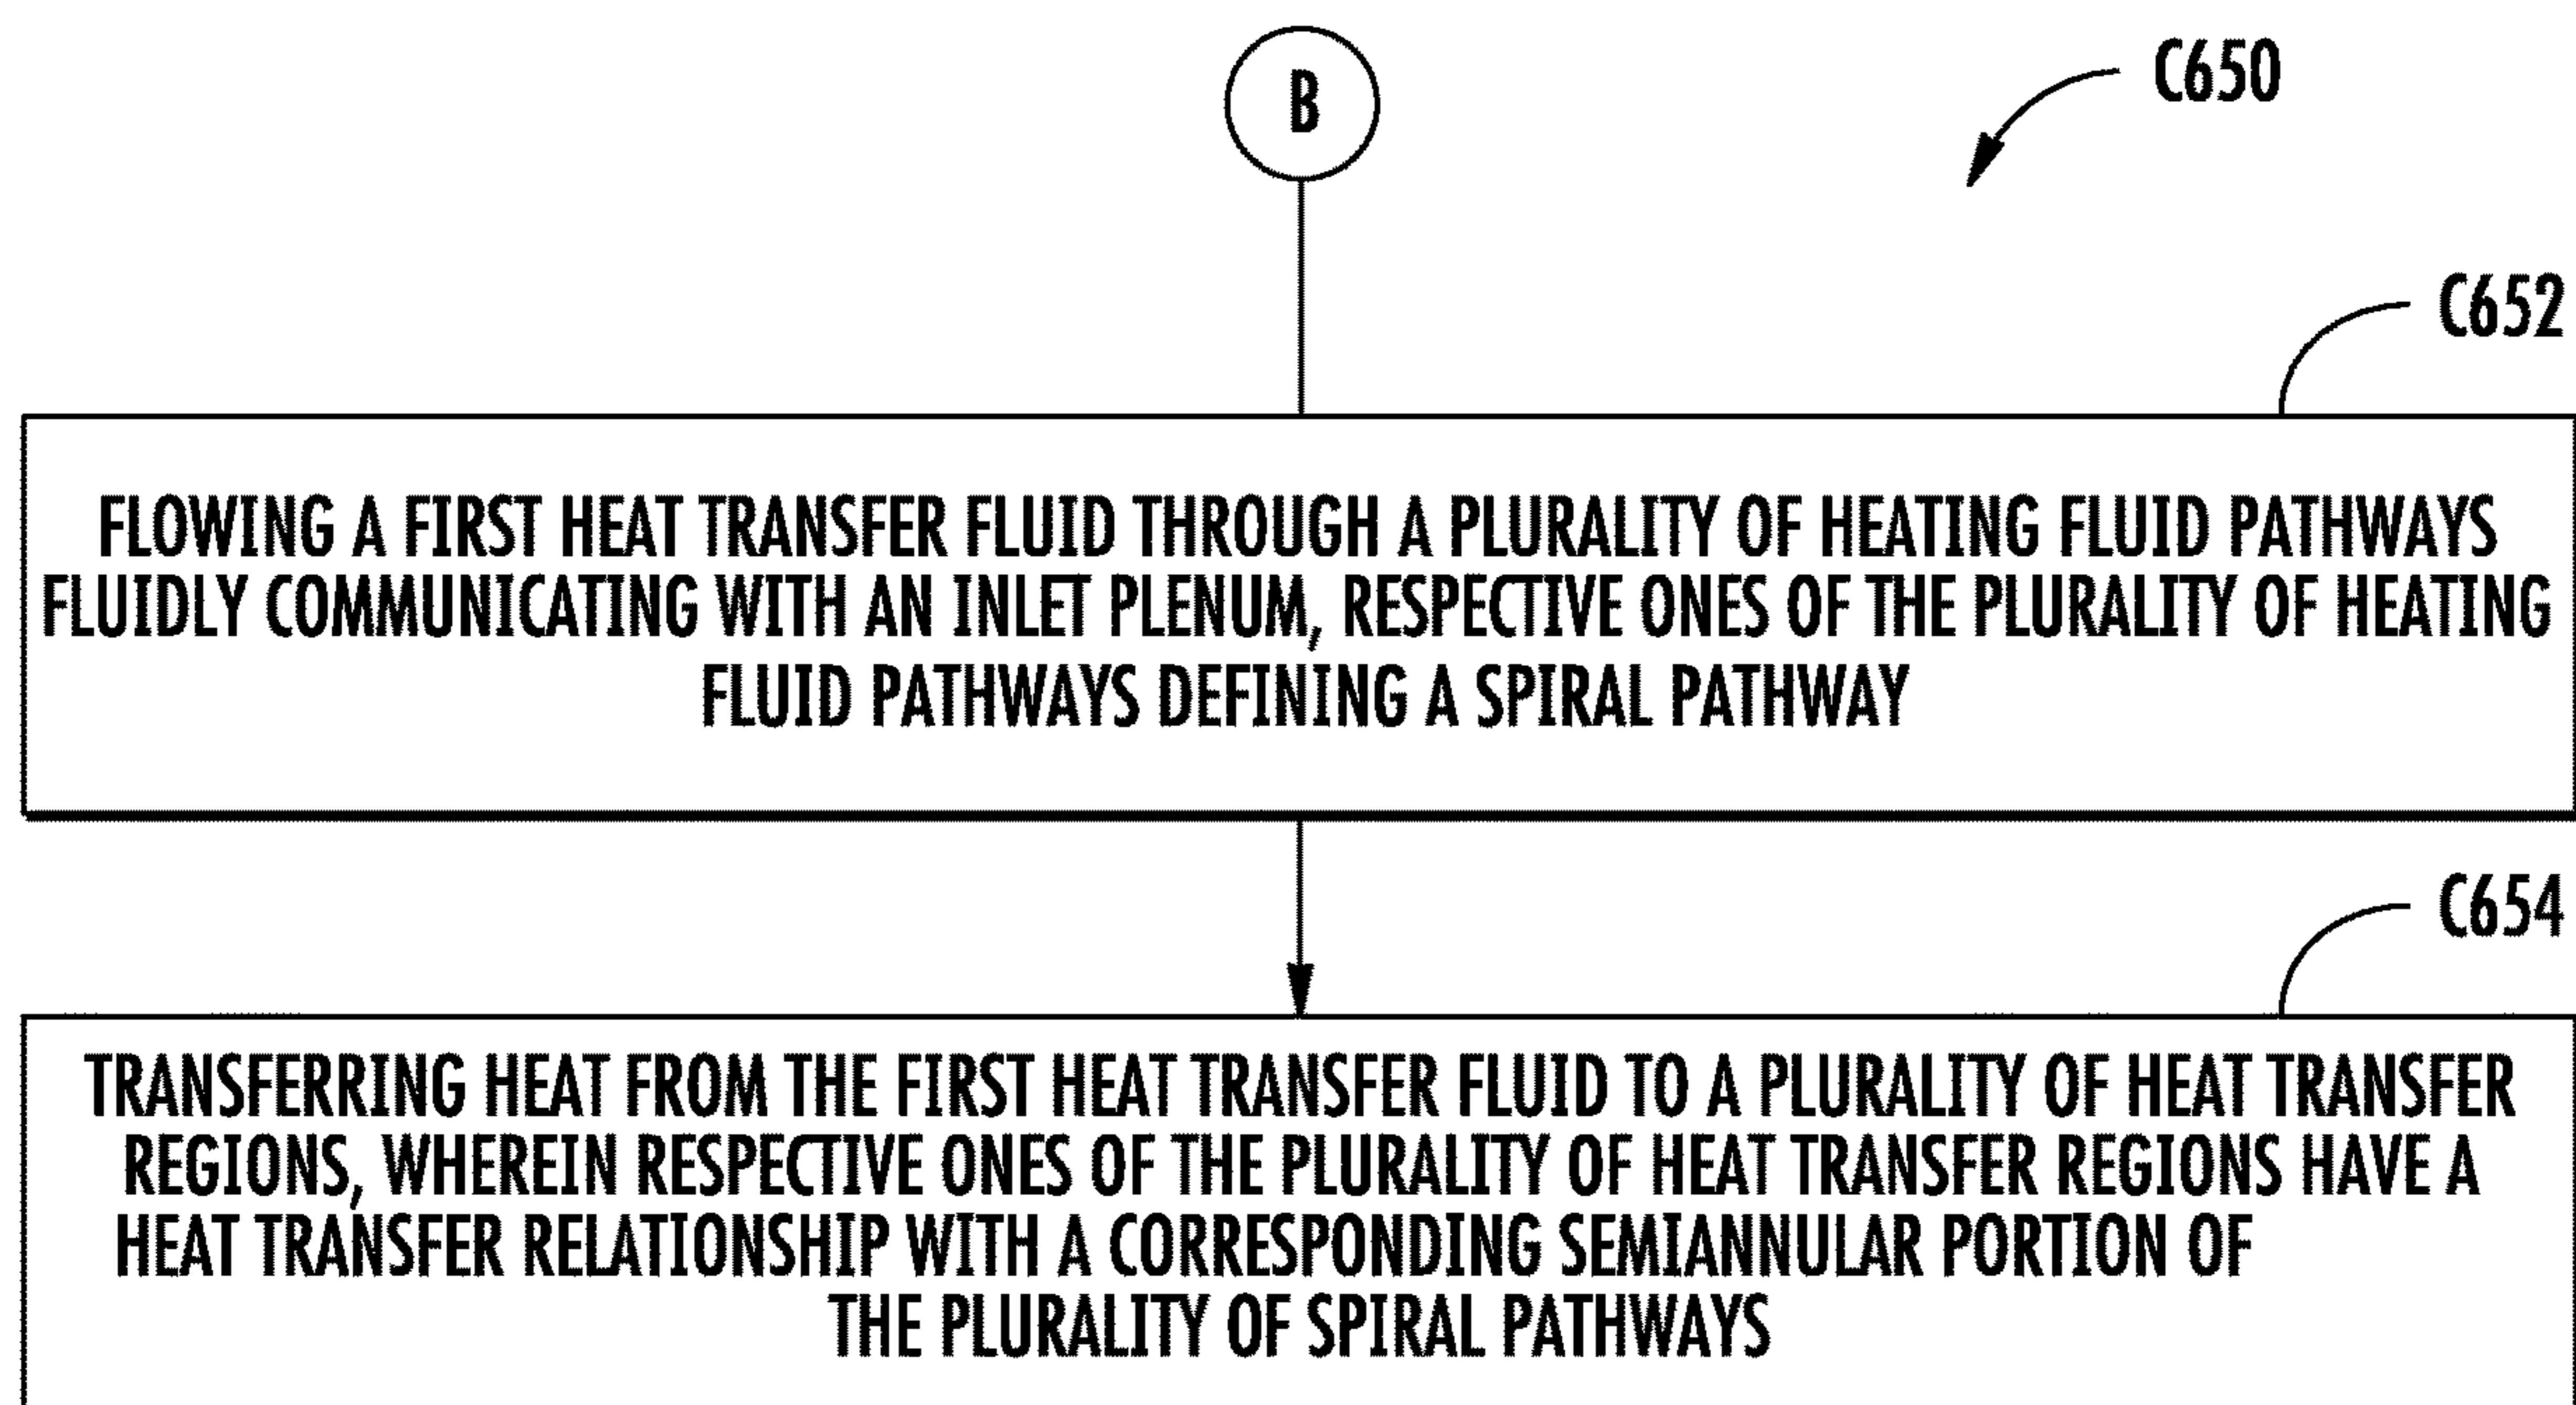 B
C650
C652
FLOWING A FIRST HEAT TRANSFER FLUID THROUGH A PLURALITY OF HEATING FLUID PATHWAYS
FLUIDLY COMMUNICATING WITH AN INLET PLENUM, RESPECTIVE ONES OF THE PLURALITY OF HEATING
FLUID PATHWAYS DEFINING A SPIRAL PATHWAY
C654
TRANSFERRING HEAT FROM THE FIRST HEAT TRANSFER FLUID TO A PLURALITY OF HEAT TRANSFER
REGIONS, WHEREIN RESPECTIVE ONES OF THE PLURALITY OF HEAT TRANSFER REGIONS HAVE A
HEAT TRANSFER RELATIONSHIP WITH A CORRESPONDING SEMIANNULAR PORTION OF
THE PLURALITY OF SPIRAL PATHWAYS